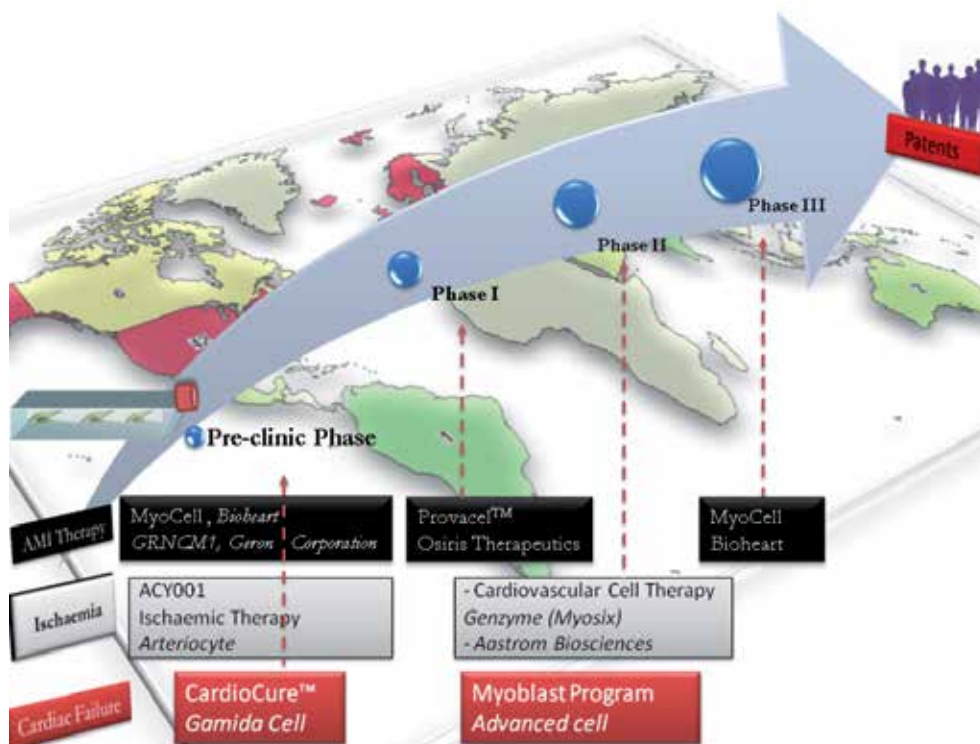 Patents
Phase III
Phase II
Phase I
Pre-clinic Phase
AMI Therapy
MyoCell , Bioheart
GRNCM1, Geron Corporation
Provacel™
Osiris Therapeutics
MyoCell
Bioheart
Ischaemia
ACY001
Ischaemic Therapy
Arteriocyte
- Cardiovascular Cell Therapy
Genzyme (Myosix)
- Aastrom Biosciences
Cardiac Failure
CardioCure™
Gamida Cell
Myoblast Program
Advanced cell